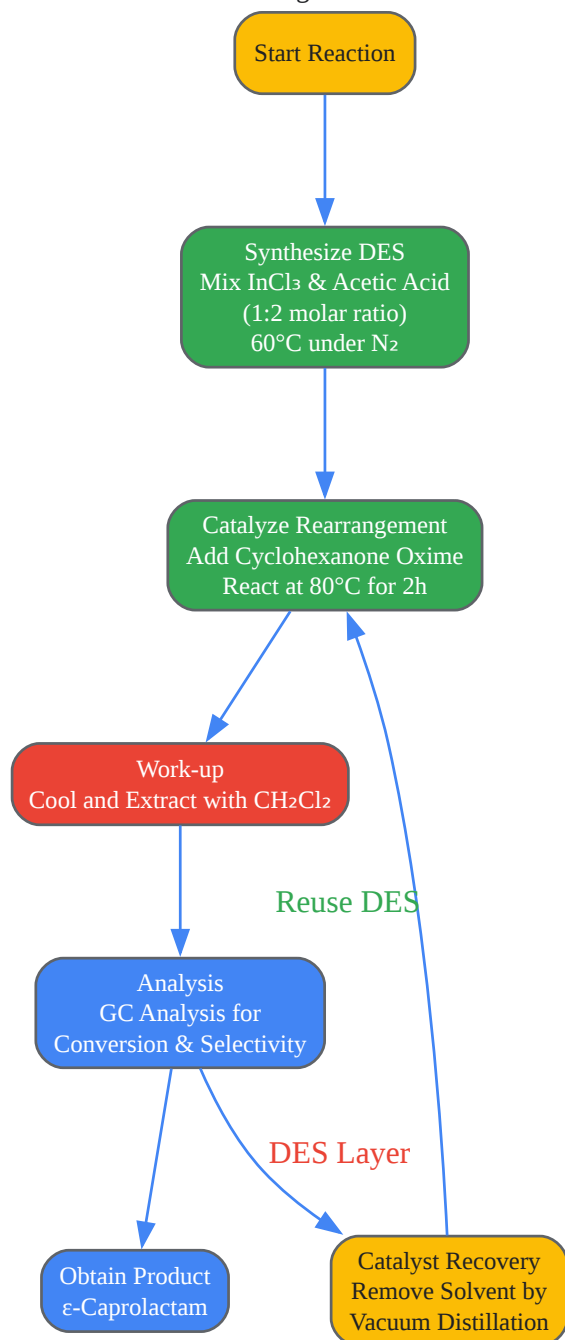 Start Reaction
Synthesize DES
Mix InCl₃ & Acetic Acid
(1:2 molar ratio)
60°C under N₂
Catalyze Rearrangement
Add Cyclohexanone Oxime
React at 80°C for 2h
Work-up
Cool and Extract with CH₂Cl₂
Reuse DES
Analysis
GC Analysis for
Conversion & Selectivity
DES Layer
Obtain Product
ε-Caprolactam
Catalyst Recovery
Remove Solvent by
Vacuum Distillation